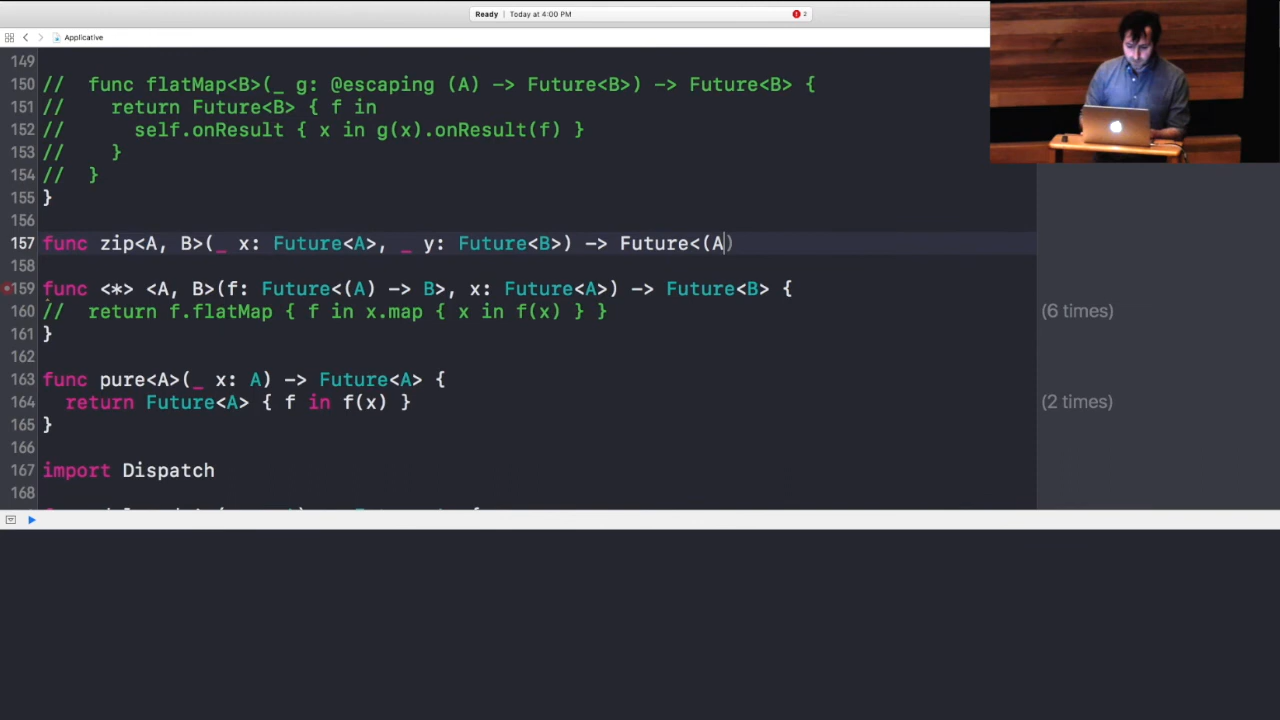 Ready | Today at 4:00 PM
2
Applicative
149
150 //  func flatMap<B>(_ g: @escaping (A) -> Future<B>) -> Future<B> {
151 //    return Future<B> { f in
152 //      self.onResult { x in g(x).onResult(f) }
153 //    }
154 //  }
155 }
156
157 func zip<A, B>(_ x: Future<A>, _ y: Future<B>) -> Future<(A)
158
159 func <*> <A, B>(f: Future<(A) -> B>, x: Future<A>) -> Future<B> {
160 //  return f.flatMap { f in x.map { x in f(x) } }
(6 times)
161 }
162
163 func pure<A>(_ x: A) -> Future<A> {
164   return Future<A> { f in f(x) }
(2 times)
165 }
166
167 import Dispatch
168